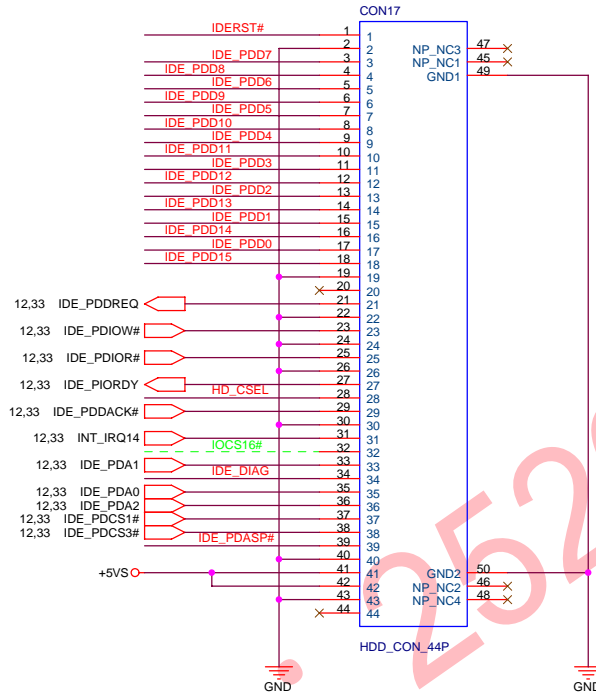 CON17
IDERST# 1 1
2 2 NP_NC3 47
IDE_PDD7 3 3 NP_NC1 45
IDE_PDD8 4 4 GND1 49
IDE_PDD6 5 5
IDE_PDD9 6 6
IDE_PDD5 7 7
IDE_PDD10 8 8
IDE_PDD4 9 9
IDE_PDD11 10 10
IDE_PDD3 11 11
IDE_PDD12 12 12
IDE_PDD2 13 13
IDE_PDD13 14 14
IDE_PDD1 15 15
IDE_PDD14 16 16
IDE_PDD0 17 17
IDE_PDD15 18 18
19 19
20 20
12,33 IDE_PDDREQ 21 21
22 22
12,33 IDE_PDIOW# 23 23
24 24
12,33 IDE_PDIOR# 25 25
26 26
12,33 IDE_PIORDY 27 27
HD_CSEL 28 28
12,33 IDE_PDDACK# 29 29
30 30
12,33 INT_IRQ14 31 31
IOCS16# 32 32
12,33 IDE_PDA1 33 33
IDE_DIAG 34 34
12,33 IDE_PDA0 35 35
12,33 IDE_PDA2 36 36
12,33 IDE_PDCS1# 37 37
12,33 IDE_PDCS3# 38 38
IDE_PDASP# 39 39
40 40
+5VS 41 41 GND2 50
42 42 NP_NC2 46
43 43 NP_NC4 48
44 44
HDD_CON_44P
GND GND
252